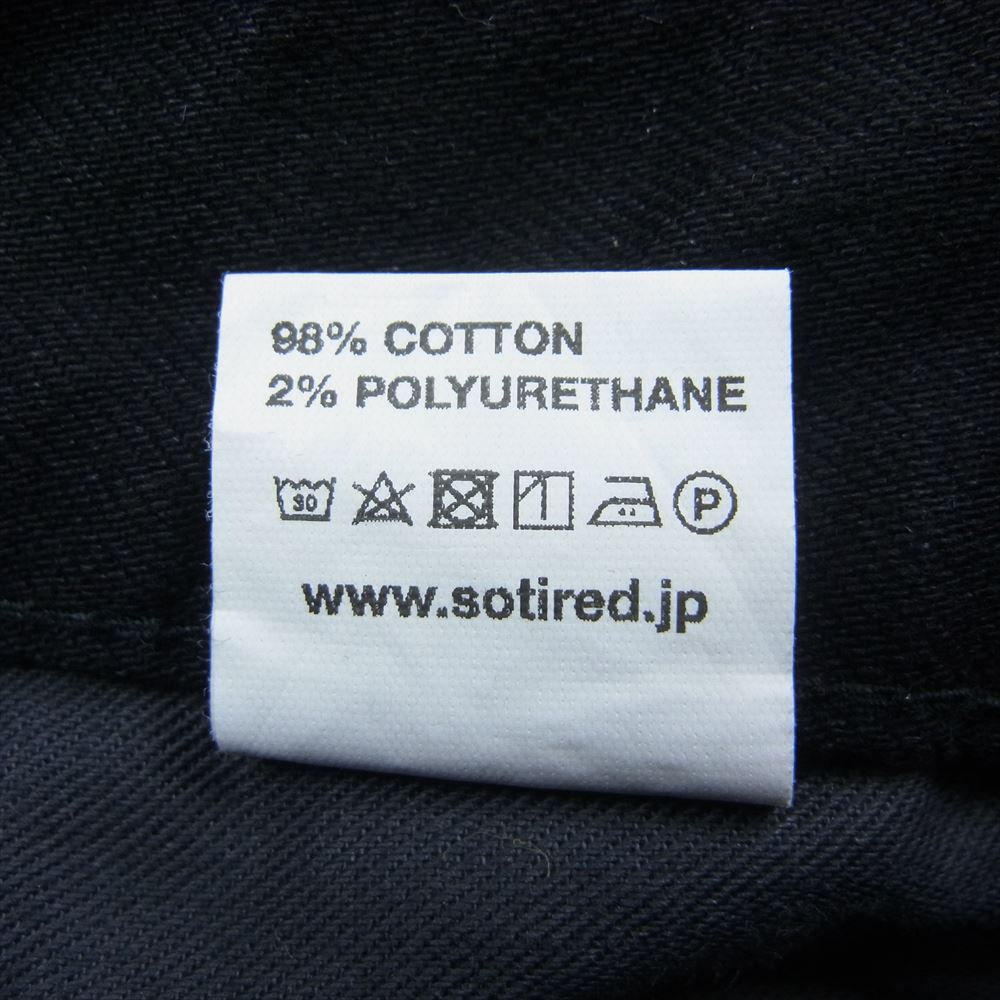 98% COTTON
2% POLYURETHANE
30 P
www.sotired.jp